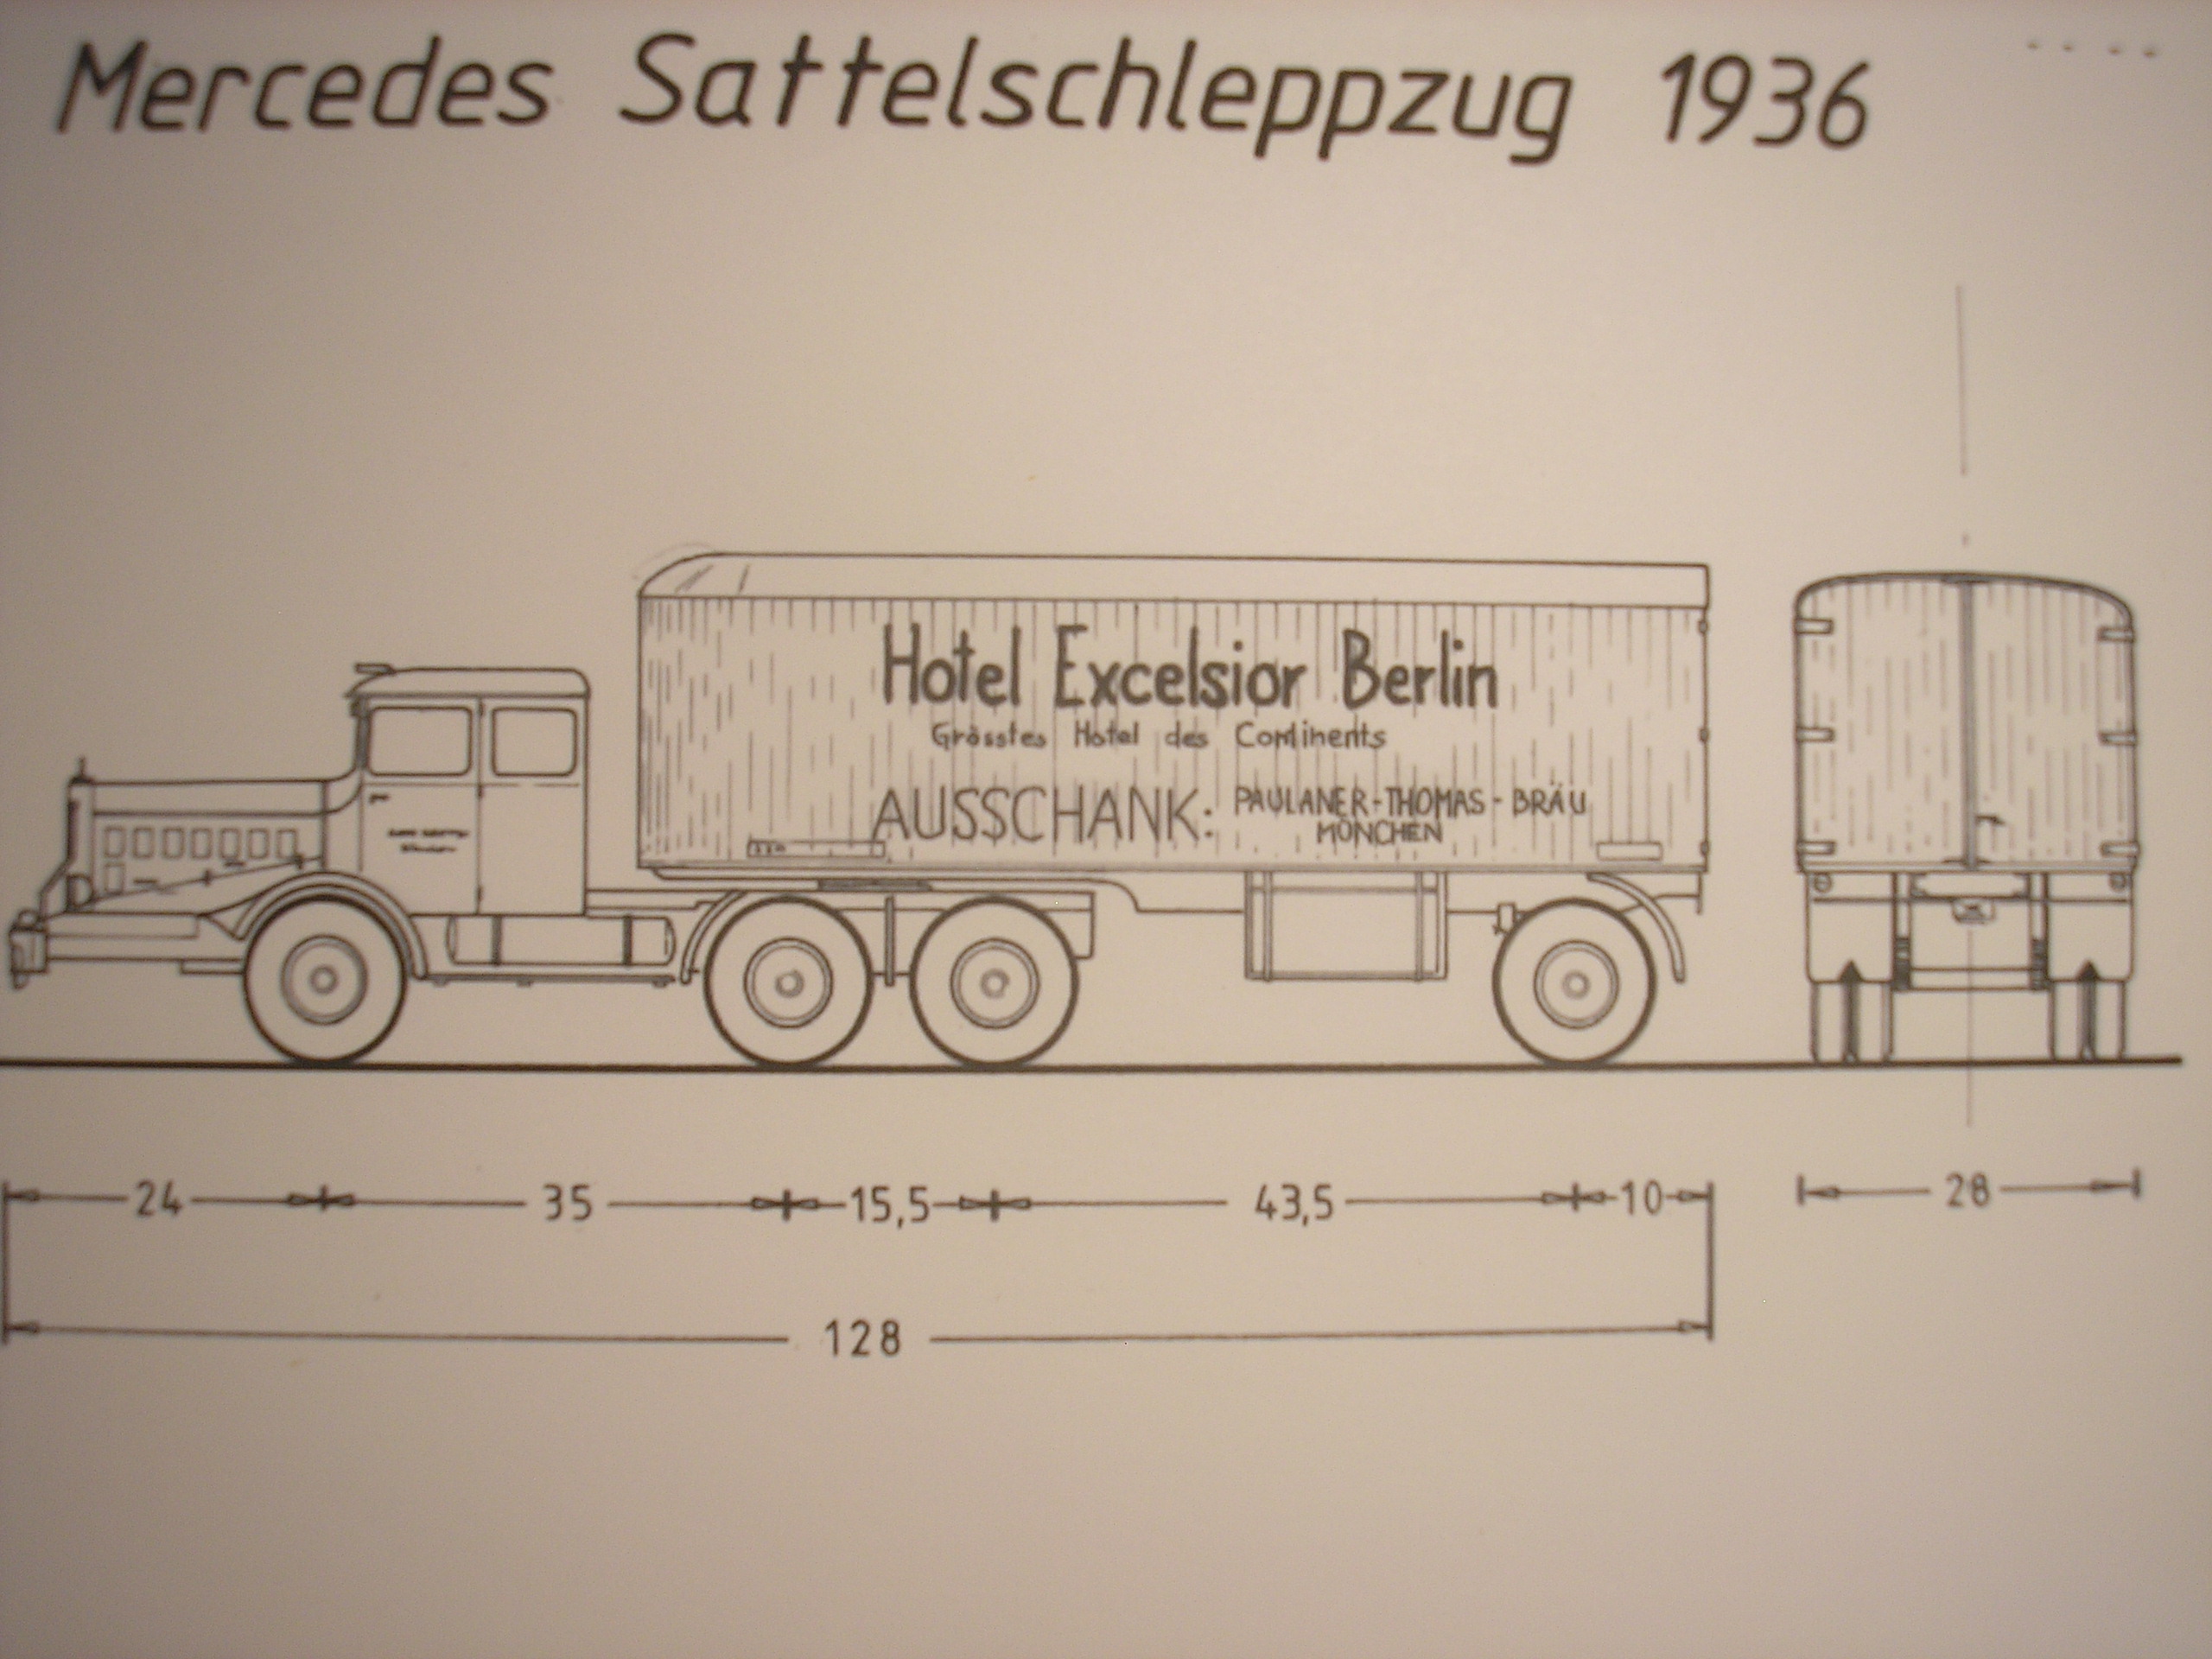 Mercedes Sattelschleppzug 1936
Hotel Excelsior Berlin
Grösstes Hotel des Continents
AUSSCHANK: PAULANER-THOMAS-BRÄU
MÜNCHEN
24 35 15,5 43,5 10 28
128